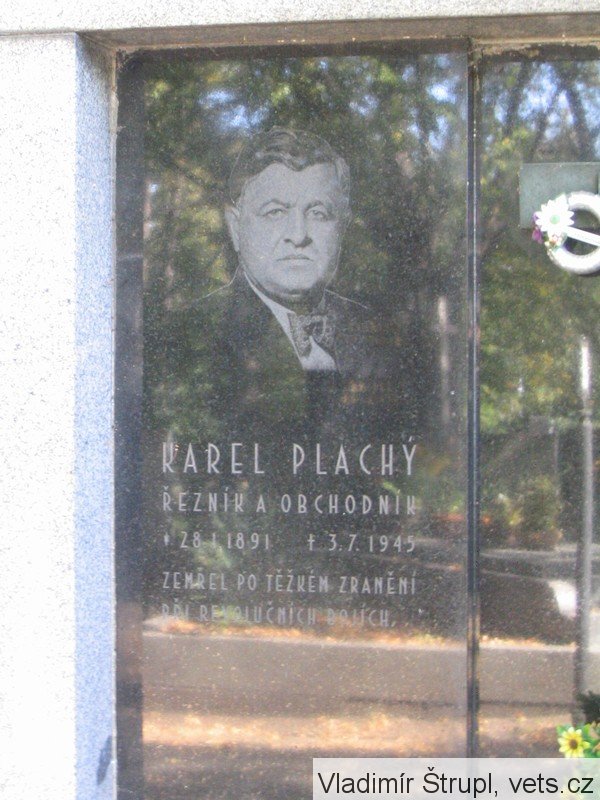 KAREL PLACHÝ
ŘEZNÍK A OBCHODNÍK
* 28.1.1891 † 3.7.1945
ZEMŘEL PO TĚŽKÉM ZRANĚNÍ
PŘI REVOLUČNÍCH BOJÍCH,
Vladimír Štrupl, vets.cz